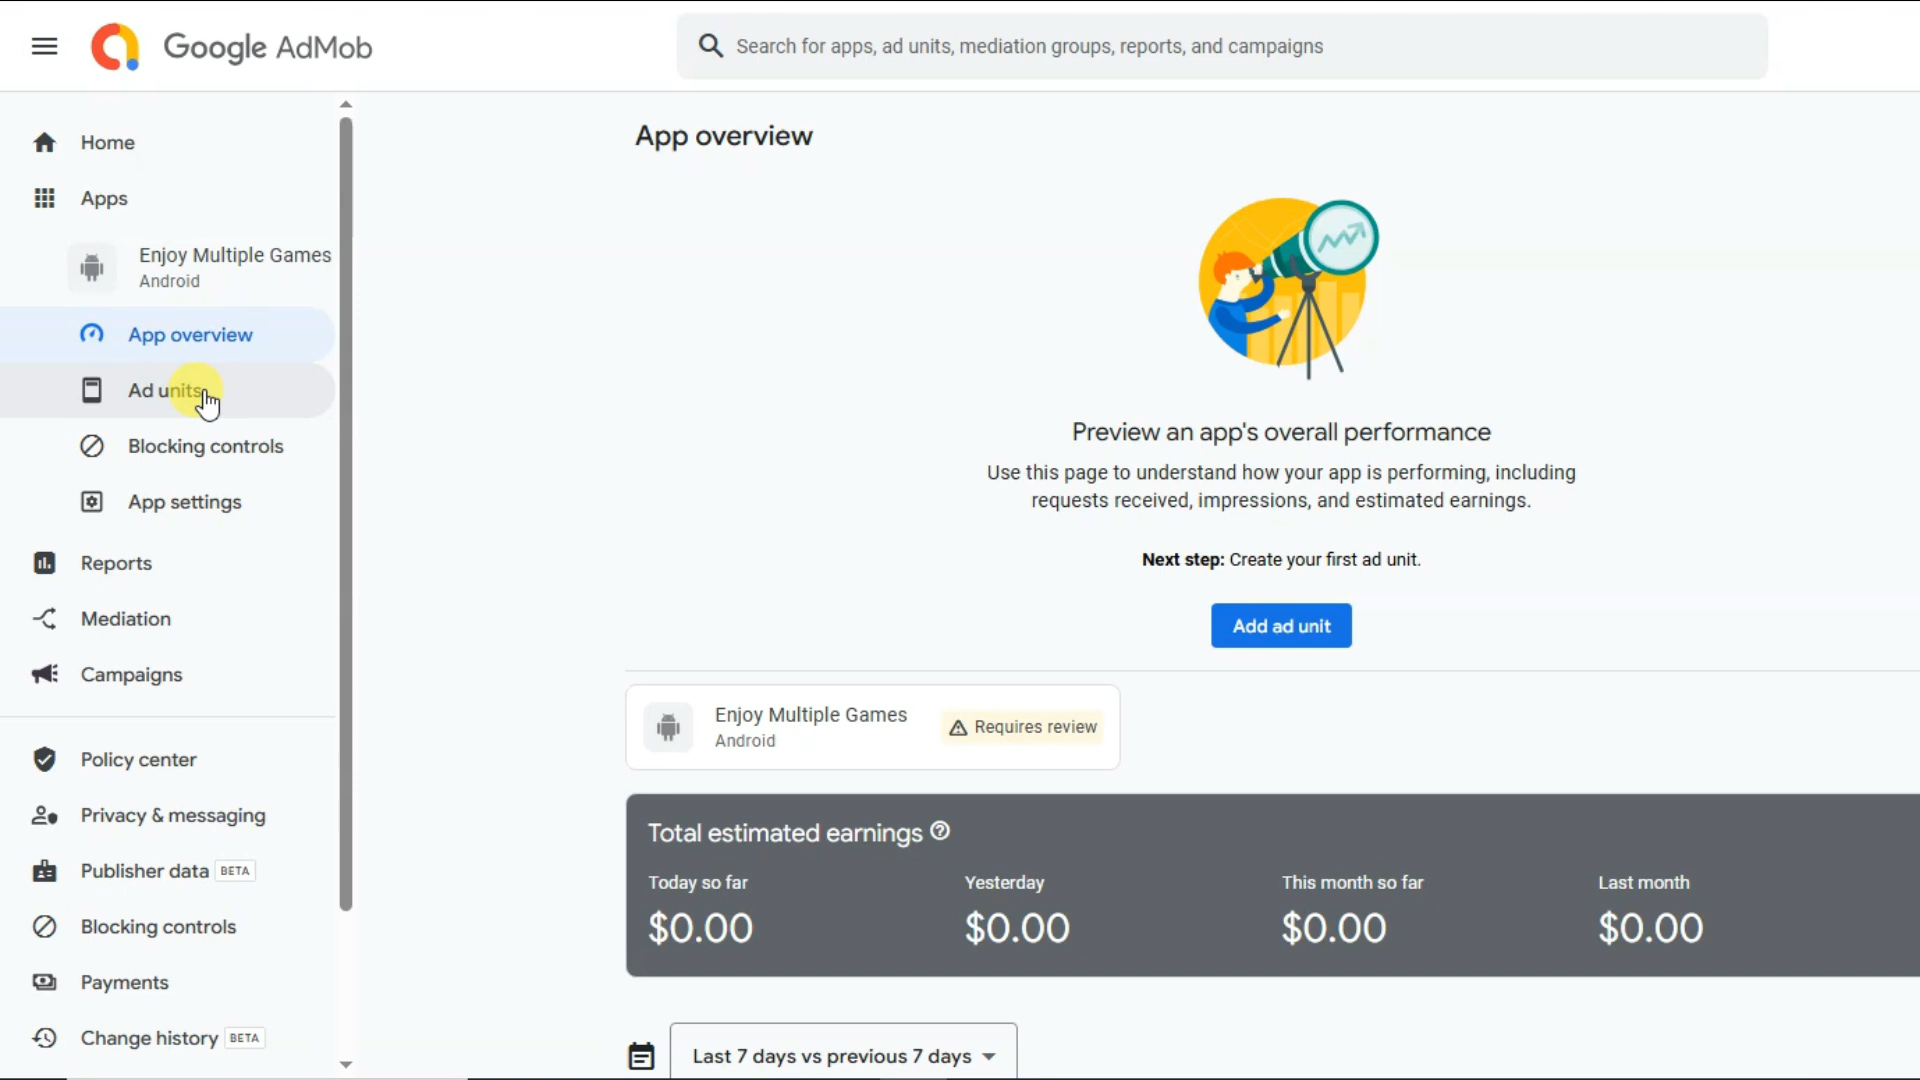 Google AdMob
Search for apps, ad units, mediation groups, reports, and campaigns
Home
Apps
Enjoy Multiple Games
Android
App overview
Ad units
Blocking controls
App settings
Reports
Mediation
Campaigns
Policy center
Privacy & messaging
Publisher data BETA
Blocking controls
Payments
Change history BETA
App overview
Preview an app's overall performance
Use this page to understand how your app is performing, including
requests received, impressions, and estimated earnings.
Next step: Create your first ad unit.
Add ad unit
Enjoy Multiple Games
Android
Requires review
Total estimated earnings
Today so far Yesterday This month so far Last month
$0.00 $0.00 $0.00 $0.00
Last 7 days vs previous 7 days